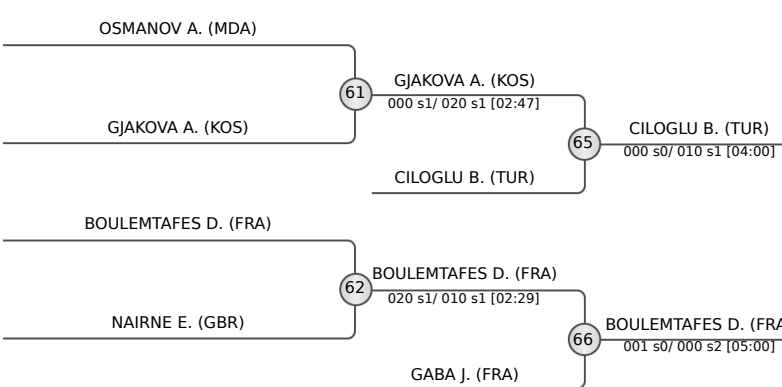 OSMANOV A. (MDA)
61
GJAKOVA A. (KOS)
000 s1/ 020 s1 [02:47]
GJAKOVA A. (KOS)
65
CILOGLU B. (TUR)
000 s0/ 010 s1 [04:00]
CILOGLU B. (TUR)
BOULEMTAFES D. (FRA)
62
BOULEMTAFES D. (FRA)
020 s1/ 010 s1 [02:29]
NAIRNE E. (GBR)
66
BOULEMTAFES D. (FRA
001 s0/ 000 s2 [05:00]
GABA J. (FRA)